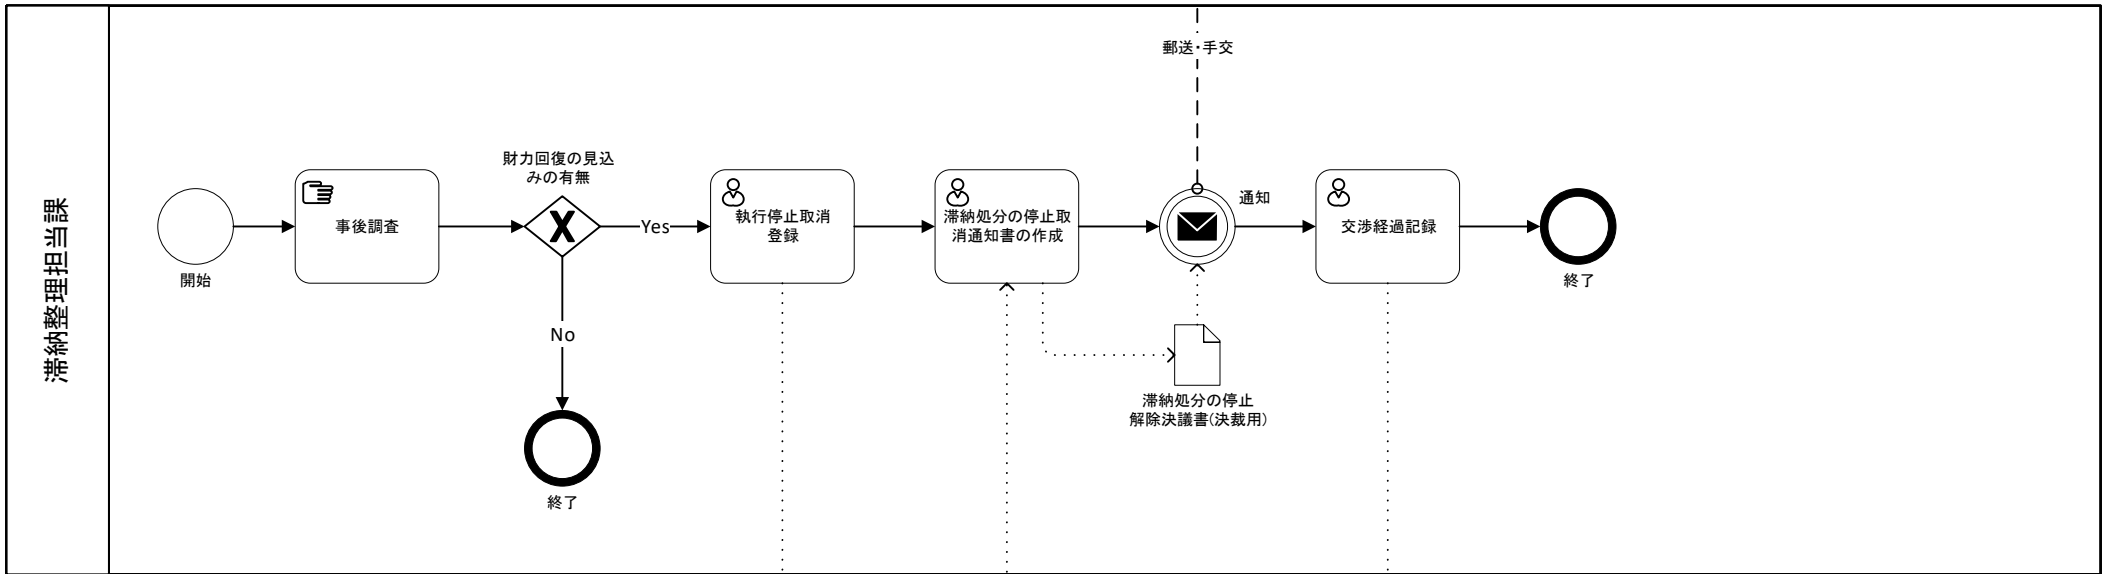 滞納整理担当課
郵送・手交
財力回復の見込
みの有無
開始
事後調査
Yes
No
終了
執行停止取消
登録
滞納処分の停止取
消通知書の作成
通知
滞納処分の停止
解除決議書(決裁用)
交渉経過記録
終了